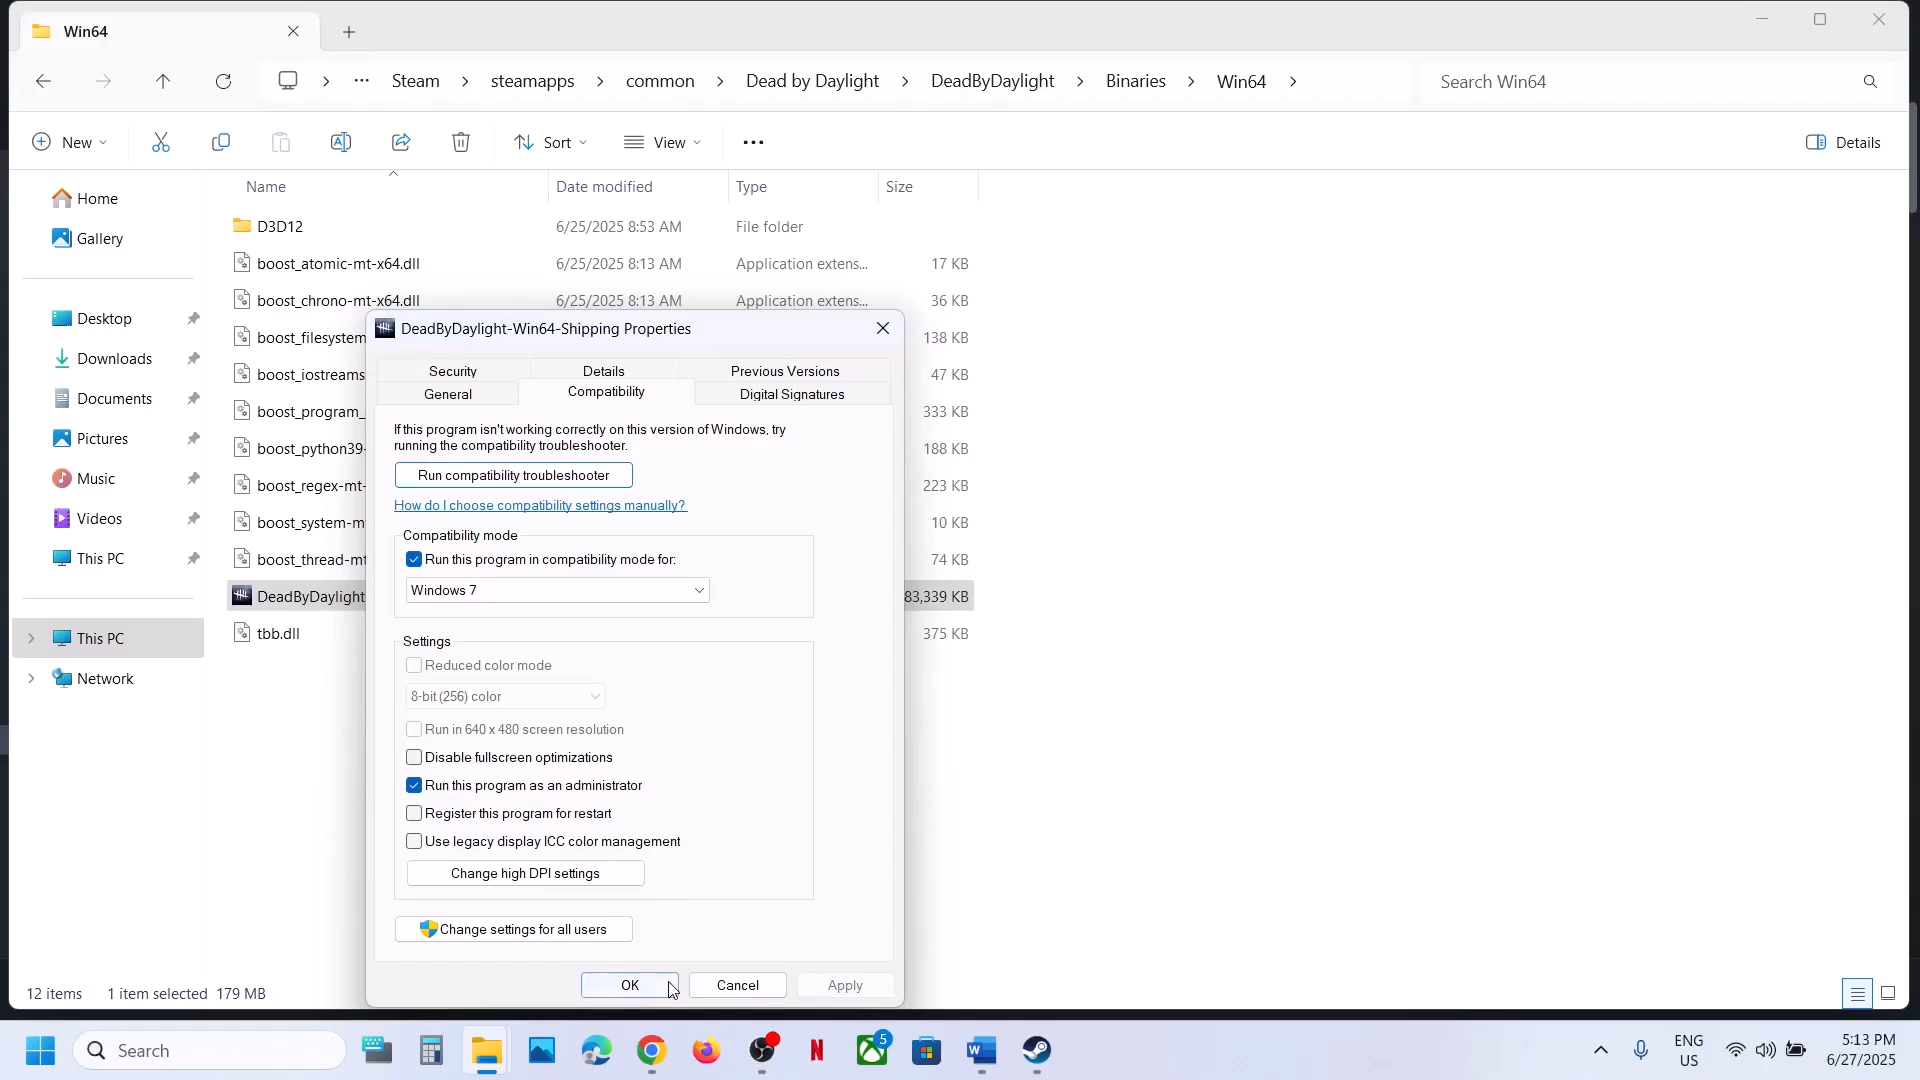 Win64
Steam
steamapps
common
Dead by Daylight
DeadByDaylight
Binaries
Win64
Search Win64
New
Sort
View
Details
Name
Date modified
Type
Size
Home
Gallery
Desktop
Downloads
Documents
Pictures
Music
Videos
This PC
This PC
Network
D3D12 6/25/2025 8:53 AM File folder
boost_atomic-mt-x64.dll 6/25/2025 8:13 AM Application extens... 17 KB
boost_chrono-mt-x64.dll 6/25/2025 8:13 AM Application extens... 36 KB
boost_filesystem 138 KB
boost_iostreams 47 KB
boost_program_ 333 KB
boost_python39- 188 KB
boost_regex-mt- 223 KB
boost_system-m 10 KB
boost_thread-mt 74 KB
DeadByDaylight 83,339 KB
tbb.dll 375 KB
DeadByDaylight-Win64-Shipping Properties
Security
Details
Previous Versions
General
Compatibility
Digital Signatures
If this program isn't working correctly on this version of Windows, try
running the compatibility troubleshooter.
Run compatibility troubleshooter
How do I choose compatibility settings manually?
Compatibility mode
Run this program in compatibility mode for:
Windows 7
Settings
Reduced color mode
8-bit (256) color
Run in 640 x 480 screen resolution
Disable fullscreen optimizations
Run this program as an administrator
Register this program for restart
Use legacy display ICC color management
Change high DPI settings
Change settings for all users
OK
Cancel
Apply
12 items
1 item selected 179 MB
Search
5
ENG
US
5:13 PM
6/27/2025